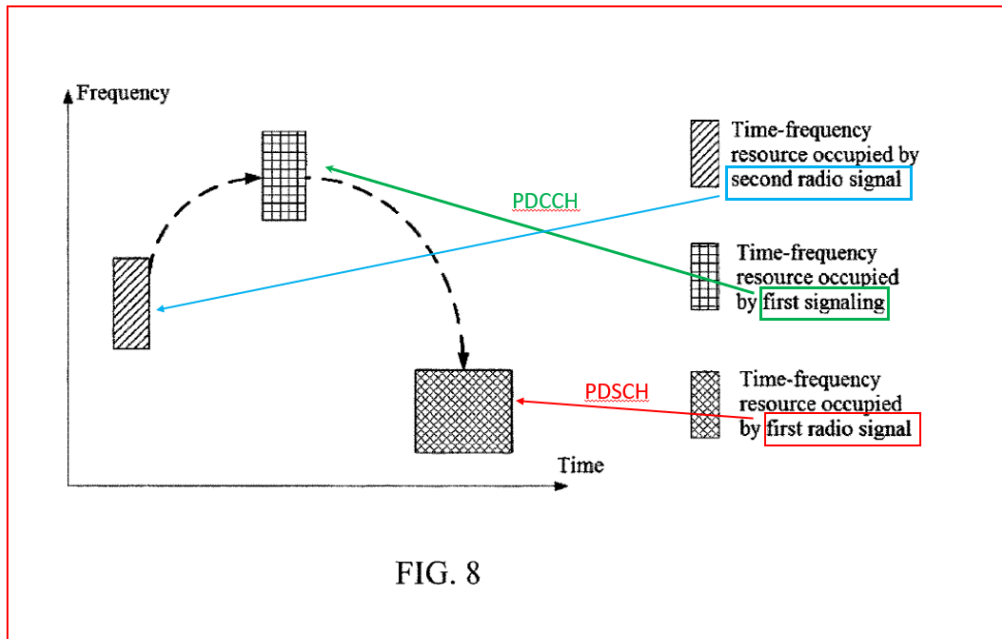 Frequency
Time-frequency
resource occupied by
second radio signal
PDCCH
Time-frequency
resource occupied
by first signaling
PDSCH
Time-frequency
resource occupied
by first radio signal
Time
FIG. 8